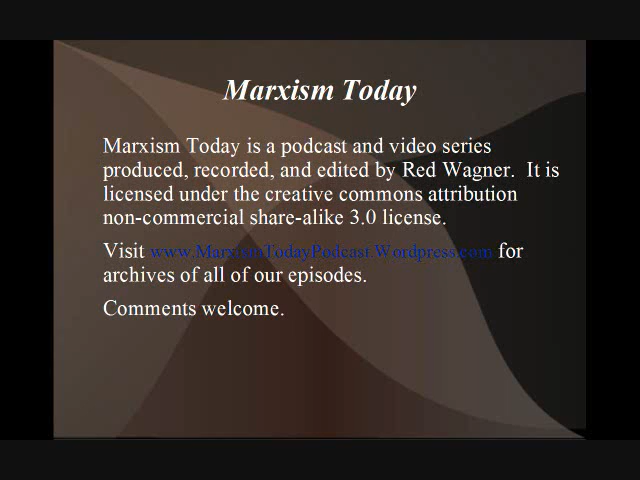 Marxism Today
Marxism Today is a podcast and video series
produced, recorded, and edited by Red Wagner.  It is
licensed under the creative commons attribution
non-commercial share-alike 3.0 license.
Visit www.MarxismTodayPodcast.Wordpress.com for
archives of all of our episodes.
Comments welcome.